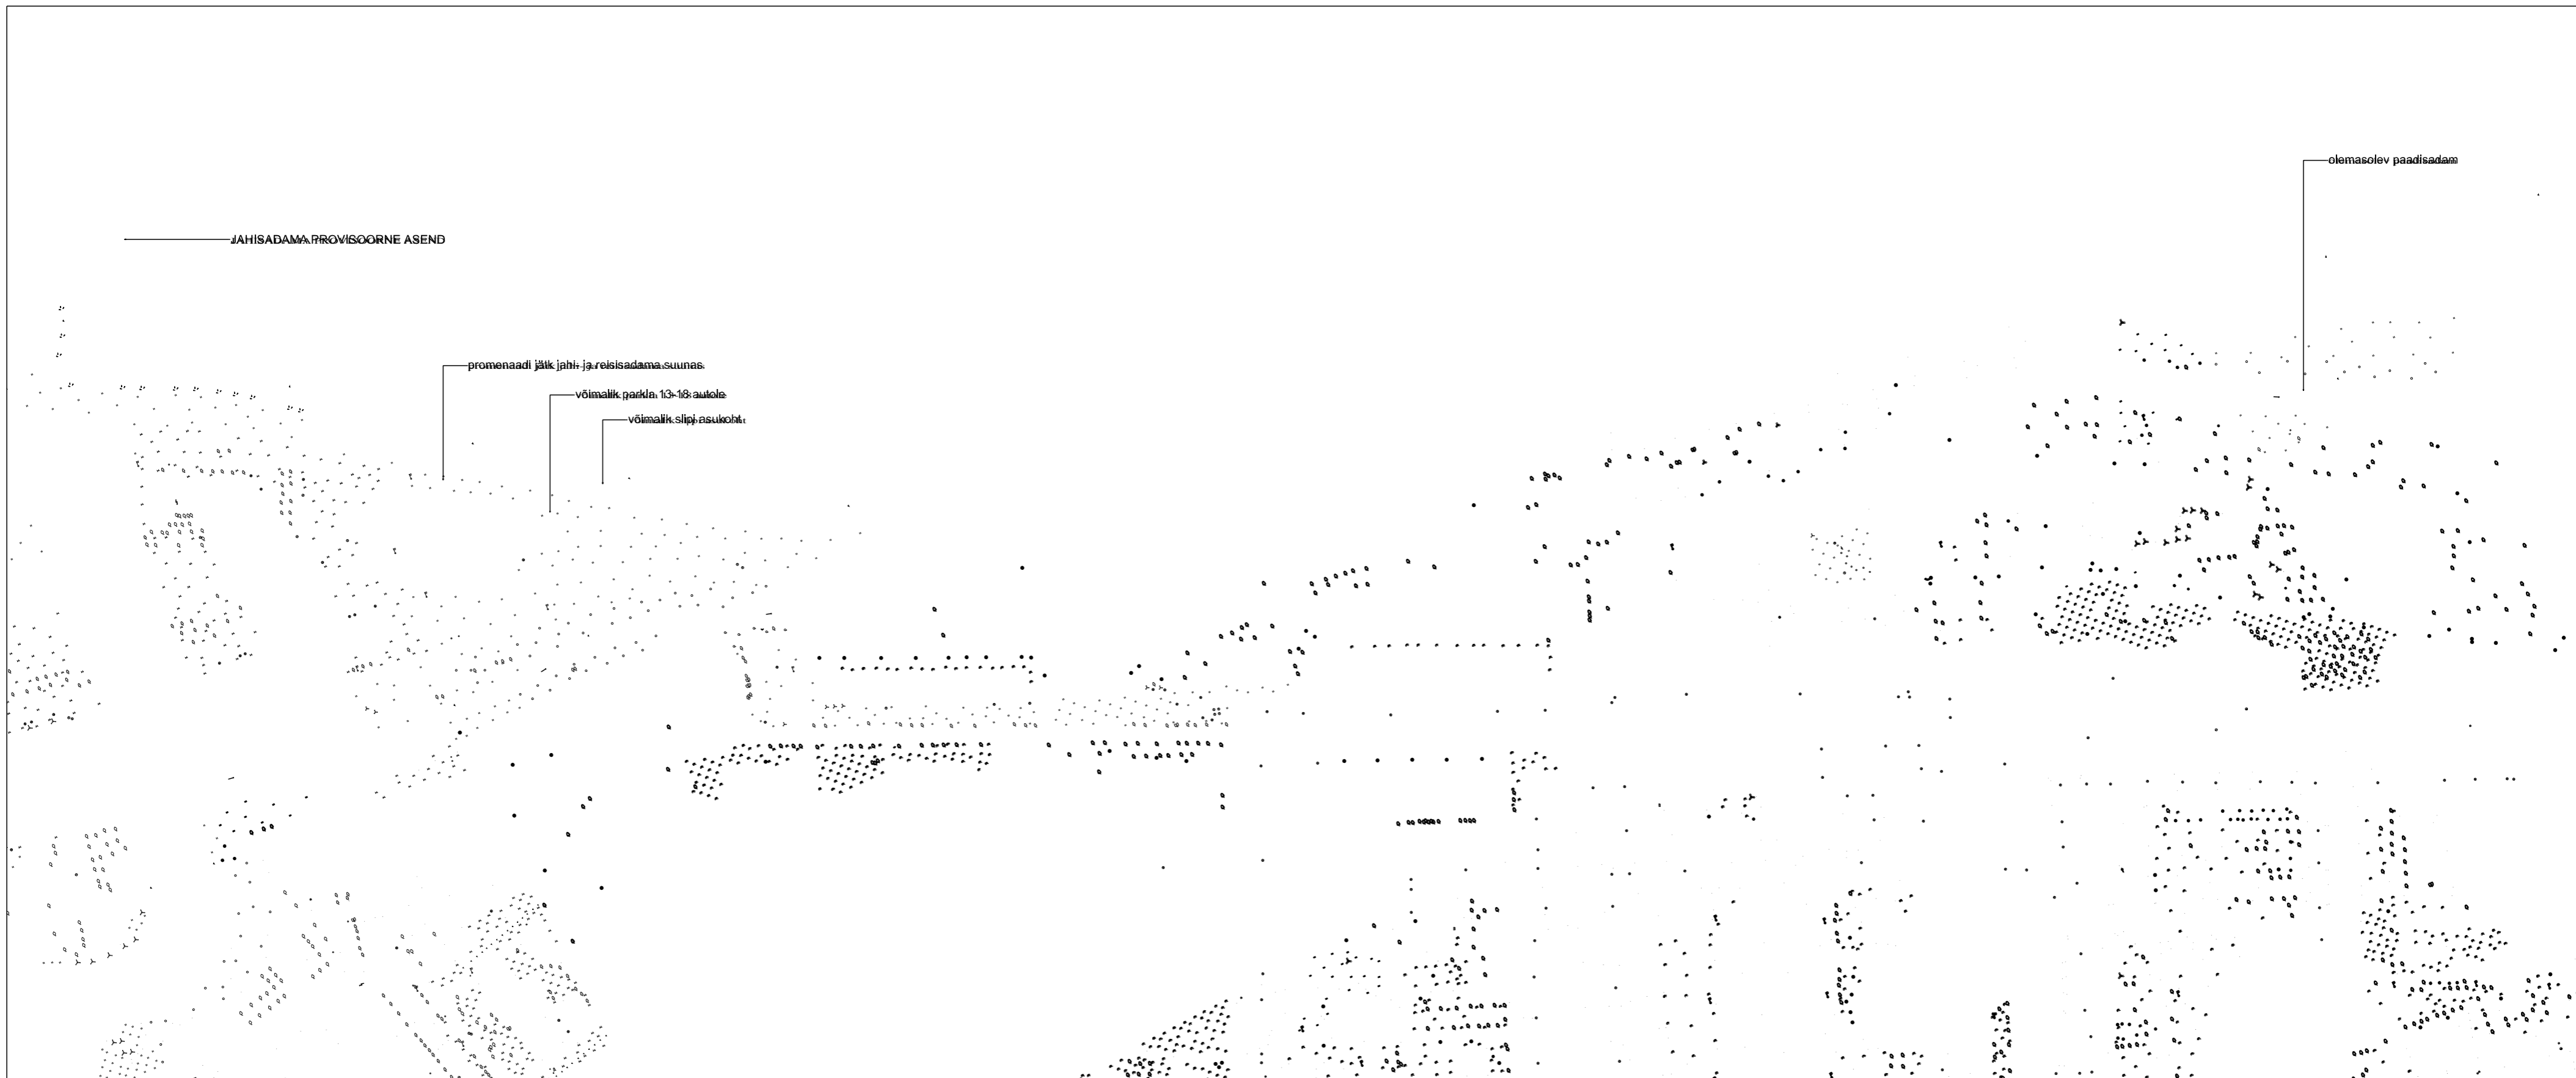 olemasolev paadisadam
JAHISADAMA PROVISOORNE ASEND
promenaadi jätk jahi- ja reisisadama suunas
võimalik parkla 13-18 autole
võimalik slipi asukoht